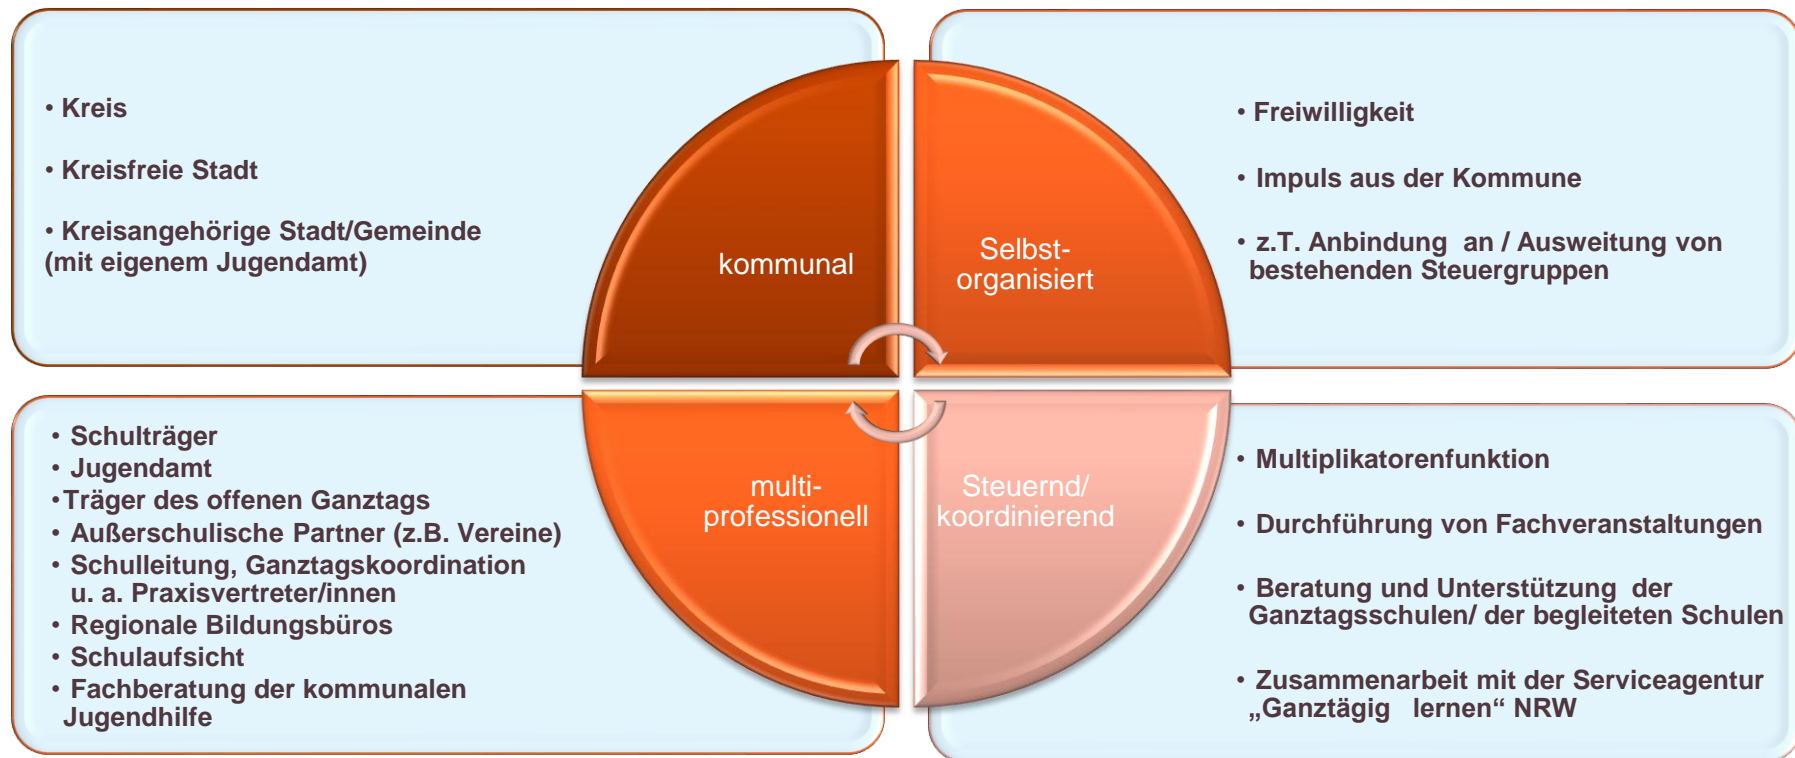 • Kreis
• Kreisfreie Stadt
• Kreisangehörige Stadt/Gemeinde
(mit eigenem Jugendamt)
kommunal
Selbst-
organisiert
• Freiwilligkeit
• Impuls aus der Kommune
• z.T. Anbindung an / Ausweitung von
bestehenden Steuergruppen
• Schulträger
• Jugendamt
•Träger des offenen Ganztags
• Außerschulische Partner (z.B. Vereine)
• Schulleitung, Ganztagskoordination
u. a. Praxisvertreter/innen
• Regionale Bildungsbüros
• Schulaufsicht
• Fachberatung der kommunalen
Jugendhilfe
multi-
professionell
Steuernd/
koordinierend
• Multiplikatorenfunktion
• Durchführung von Fachveranstaltungen
• Beratung und Unterstützung der
Ganztagsschulen/ der begleiteten Schulen
• Zusammenarbeit mit der Serviceagentur
„Ganztägig lernen“ NRW